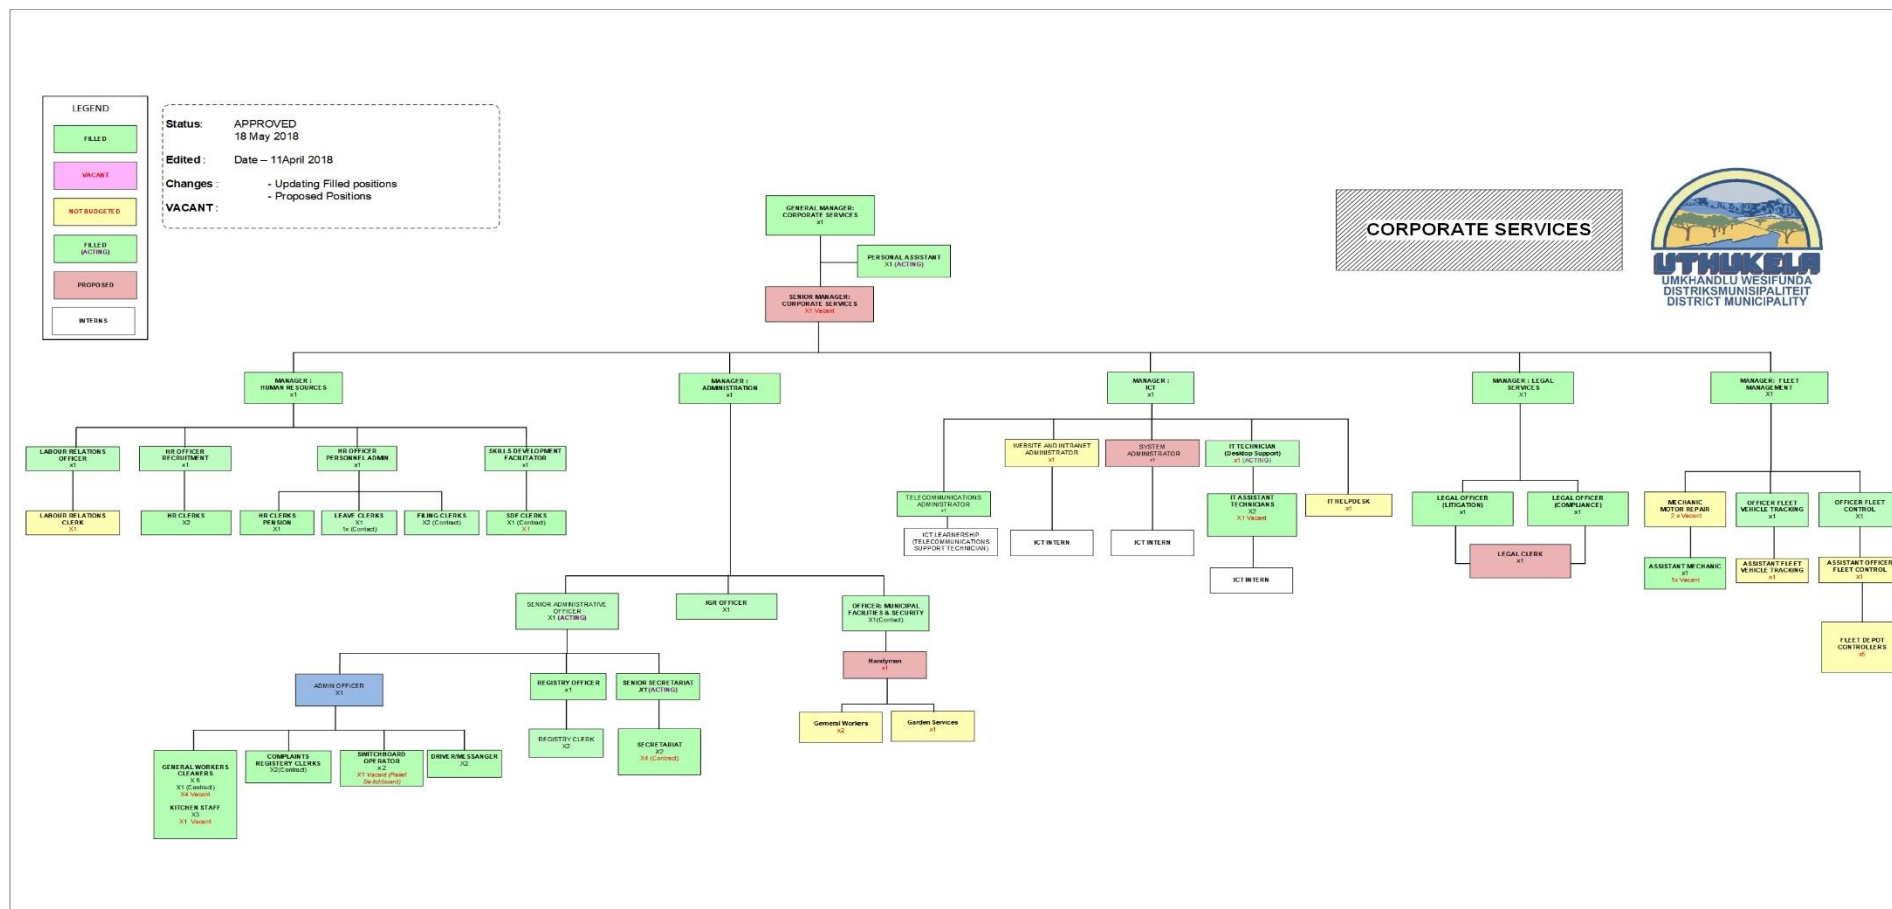 LEGEND
FILLED
VACANT
NOT BUDGETED
FILLED
(ACTING)
PROPOSED
INTERNS
Status: APPROVED
18 May 2018
Edited : Date – 11April 2018
Changes : - Updating Filled positions
- Proposed Positions
VACANT :
GENERAL MANAGER:
CORPORATE SERVICES
x1
PERSONAL ASSISTANT
X1 (ACTING)
SENIOR MANAGER:
CORPORATE SERVICES
X1 Vacant
CORPORATE SERVICES
UTHUKELA
UMKHANDLU WESIFUNDA
DISTRIKSMUNISIPALITEIT
DISTRICT MUNICIPALITY
MANAGER :
HUMAN RESOURCES
x1
MANAGER :
ADMINISTRATION
x1
MANAGER :
ICT
x1
MANAGER : LEGAL
SERVICES
X1
MANAGER: FLEET
MANAGEMENT
X1
LABOUR RELATIONS
OFFICER
x1
HR OFFICER
RECRUITMENT
x1
HR OFFICER
PERSONNEL ADMIN
x1
SKILLS DEVELOPMENT
FACILITATOR
x1
LABOUR RELATIONS
CLERK
X1
HR CLERKS
X2
HR CLERKS
PENSION
X1
LEAVE CLERKS
X1
1x (Contact)
FILING CLERKS
X2 (Contract)
SDF CLERKS
X1 (Contract)
X1
WEBSITE AND INTRANET
ADMINISTRATOR
x1
SYSTEM
ADMINISTRATOR
x1
IT TECHNICIAN
(Desktop Support)
x1 (ACTING)
TELECOMMUNICATIONS
ADMINISTRATOR
x1
IT ASSISTANT
TECHNICIANS
X2
X1 Vacant
IT HELPDESK
x1
ICT LEARNERSHIP
(TELECOMMUNICATIONS
SUPPORT TECHNICIAN)
ICT INTERN
ICT INTERN
ICT INTERN
LEGAL OFFICER
(LITIGATION)
x1
LEGAL OFFICER
(COMPLIANCE)
x1
LEGAL CLERK
x1
MECHANIC
MOTOR REPAIR
2 x Vacant
OFFICER FLEET
VEHICLE TRACKING
x1
OFFICER FLEET
CONTROL
X1
ASSISTANT MECHANIC
x1
1x Vacant
ASSISTANT FLEET
VEHICLE TRACKING
x1
ASSISTANT OFFICER
FLEET CONTROL
x1
FLEET DEPOT
CONTROLLERS
x5
SENIOR ADMINISTRATIVE
OFFICER
X1 (ACTING)
IGR OFFICER
X1
OFFICER: MUNICIPAL
FACILITIES & SECURITY
X1(Contact)
Handyman
x1
General Workers
x2
Garden Services
x1
ADMIN OFFICER
X1
REGISTRY OFFICER
x1
SENIOR SECRETARIAT
X1 (ACTING)
REGISTRY CLERK
X2
SECRETARIAT
X2
X4 (Contract)
GENERAL WORKERS
CLEANERS
X 5
X1 (Contract)
X4 Vacant
KITCHEN STAFF
X3
X1 Vacant
COMPLAINTS
REGISTERY CLERKS
X2(Contract)
SWITCHBOARD
OPERATOR
x 2
X1 Vacant (Relief
Switchboard)
DRIVER/MESSANGER
X2